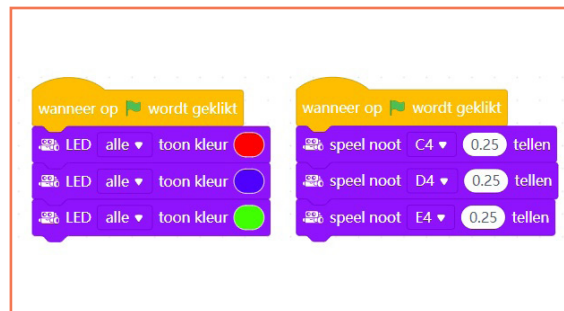 wanneer op wordt geklikt
LED alle ▾ toon kleur
LED alle ▾ toon kleur
LED alle ▾ toon kleur
wanneer op wordt geklikt
speel noot C4 ▾ 0.25 tellen
speel noot D4 ▾ 0.25 tellen
speel noot E4 ▾ 0.25 tellen